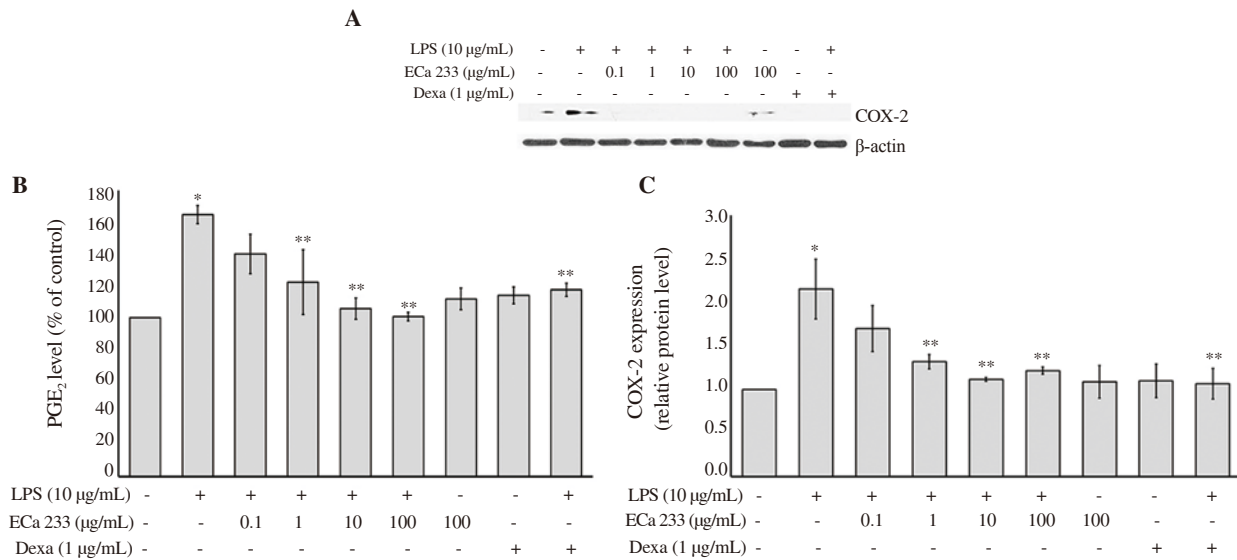 A
LPS (10 µg/mL) - + + + + + - - +
ECa 233 (µg/mL) - - 0.1 1 10 100 100 - -
Dexa (1 µg/mL) - - - - - - - + +
COX-2
β-actin
B
PGE₂ level (% of control)
180
160
140
120
100
80
60
40
20
0
* ** ** ** **
LPS (10 µg/mL) - + + + + + - - +
ECa 233 (µg/mL) - - 0.1 1 10 100 100 - -
Dexa (1 µg/mL) - - - - - - - + +
C
COX-2 expression
(relative protein level)
3.0
2.5
2.0
1.5
1.0
0.5
0.0
* ** ** ** **
LPS (10 µg/mL) - + + + + + - - +
ECa 233 (µg/mL) - - 0.1 1 10 100 100 - -
Dexa (1 µg/mL) - - - - - - - + +